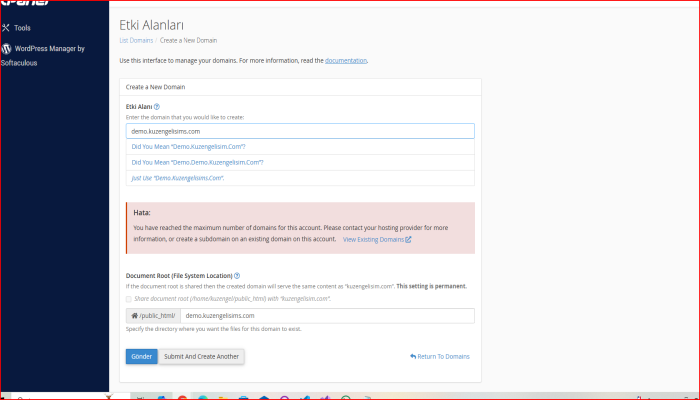 cPanel
Tools
WordPress Manager by
Softaculous
Etki Alanları
List Domains / Create a New Domain
Use this interface to manage your domains. For more information, read the documentation.
Create a New Domain
Etki Alanı
Enter the domain that you would like to create:
demo.kuzengelisims.com
Did You Mean “Demo.Kuzengelisim.Com”?
Did You Mean “Demo.Demo.Kuzengelisim.Com”?
Just Use “Demo.Kuzengelisims.Com”.
Hata:
You have reached the maximum number of domains for this account. Please contact your hosting provider for more
information, or create a subdomain on an existing domain on this account. View Existing Domains
Document Root (File System Location)
If the document root is shared then the created domain will serve the same content as “kuzengelisim.com”. This setting is permanent.
Share document root (/home/kuzengel/public_html) with “kuzengelisim.com”.
/public_html/ demo.kuzengelisims.com
Specify the directory where you want the files for this domain to exist.
Gönder Submit And Create Another Return To Domains